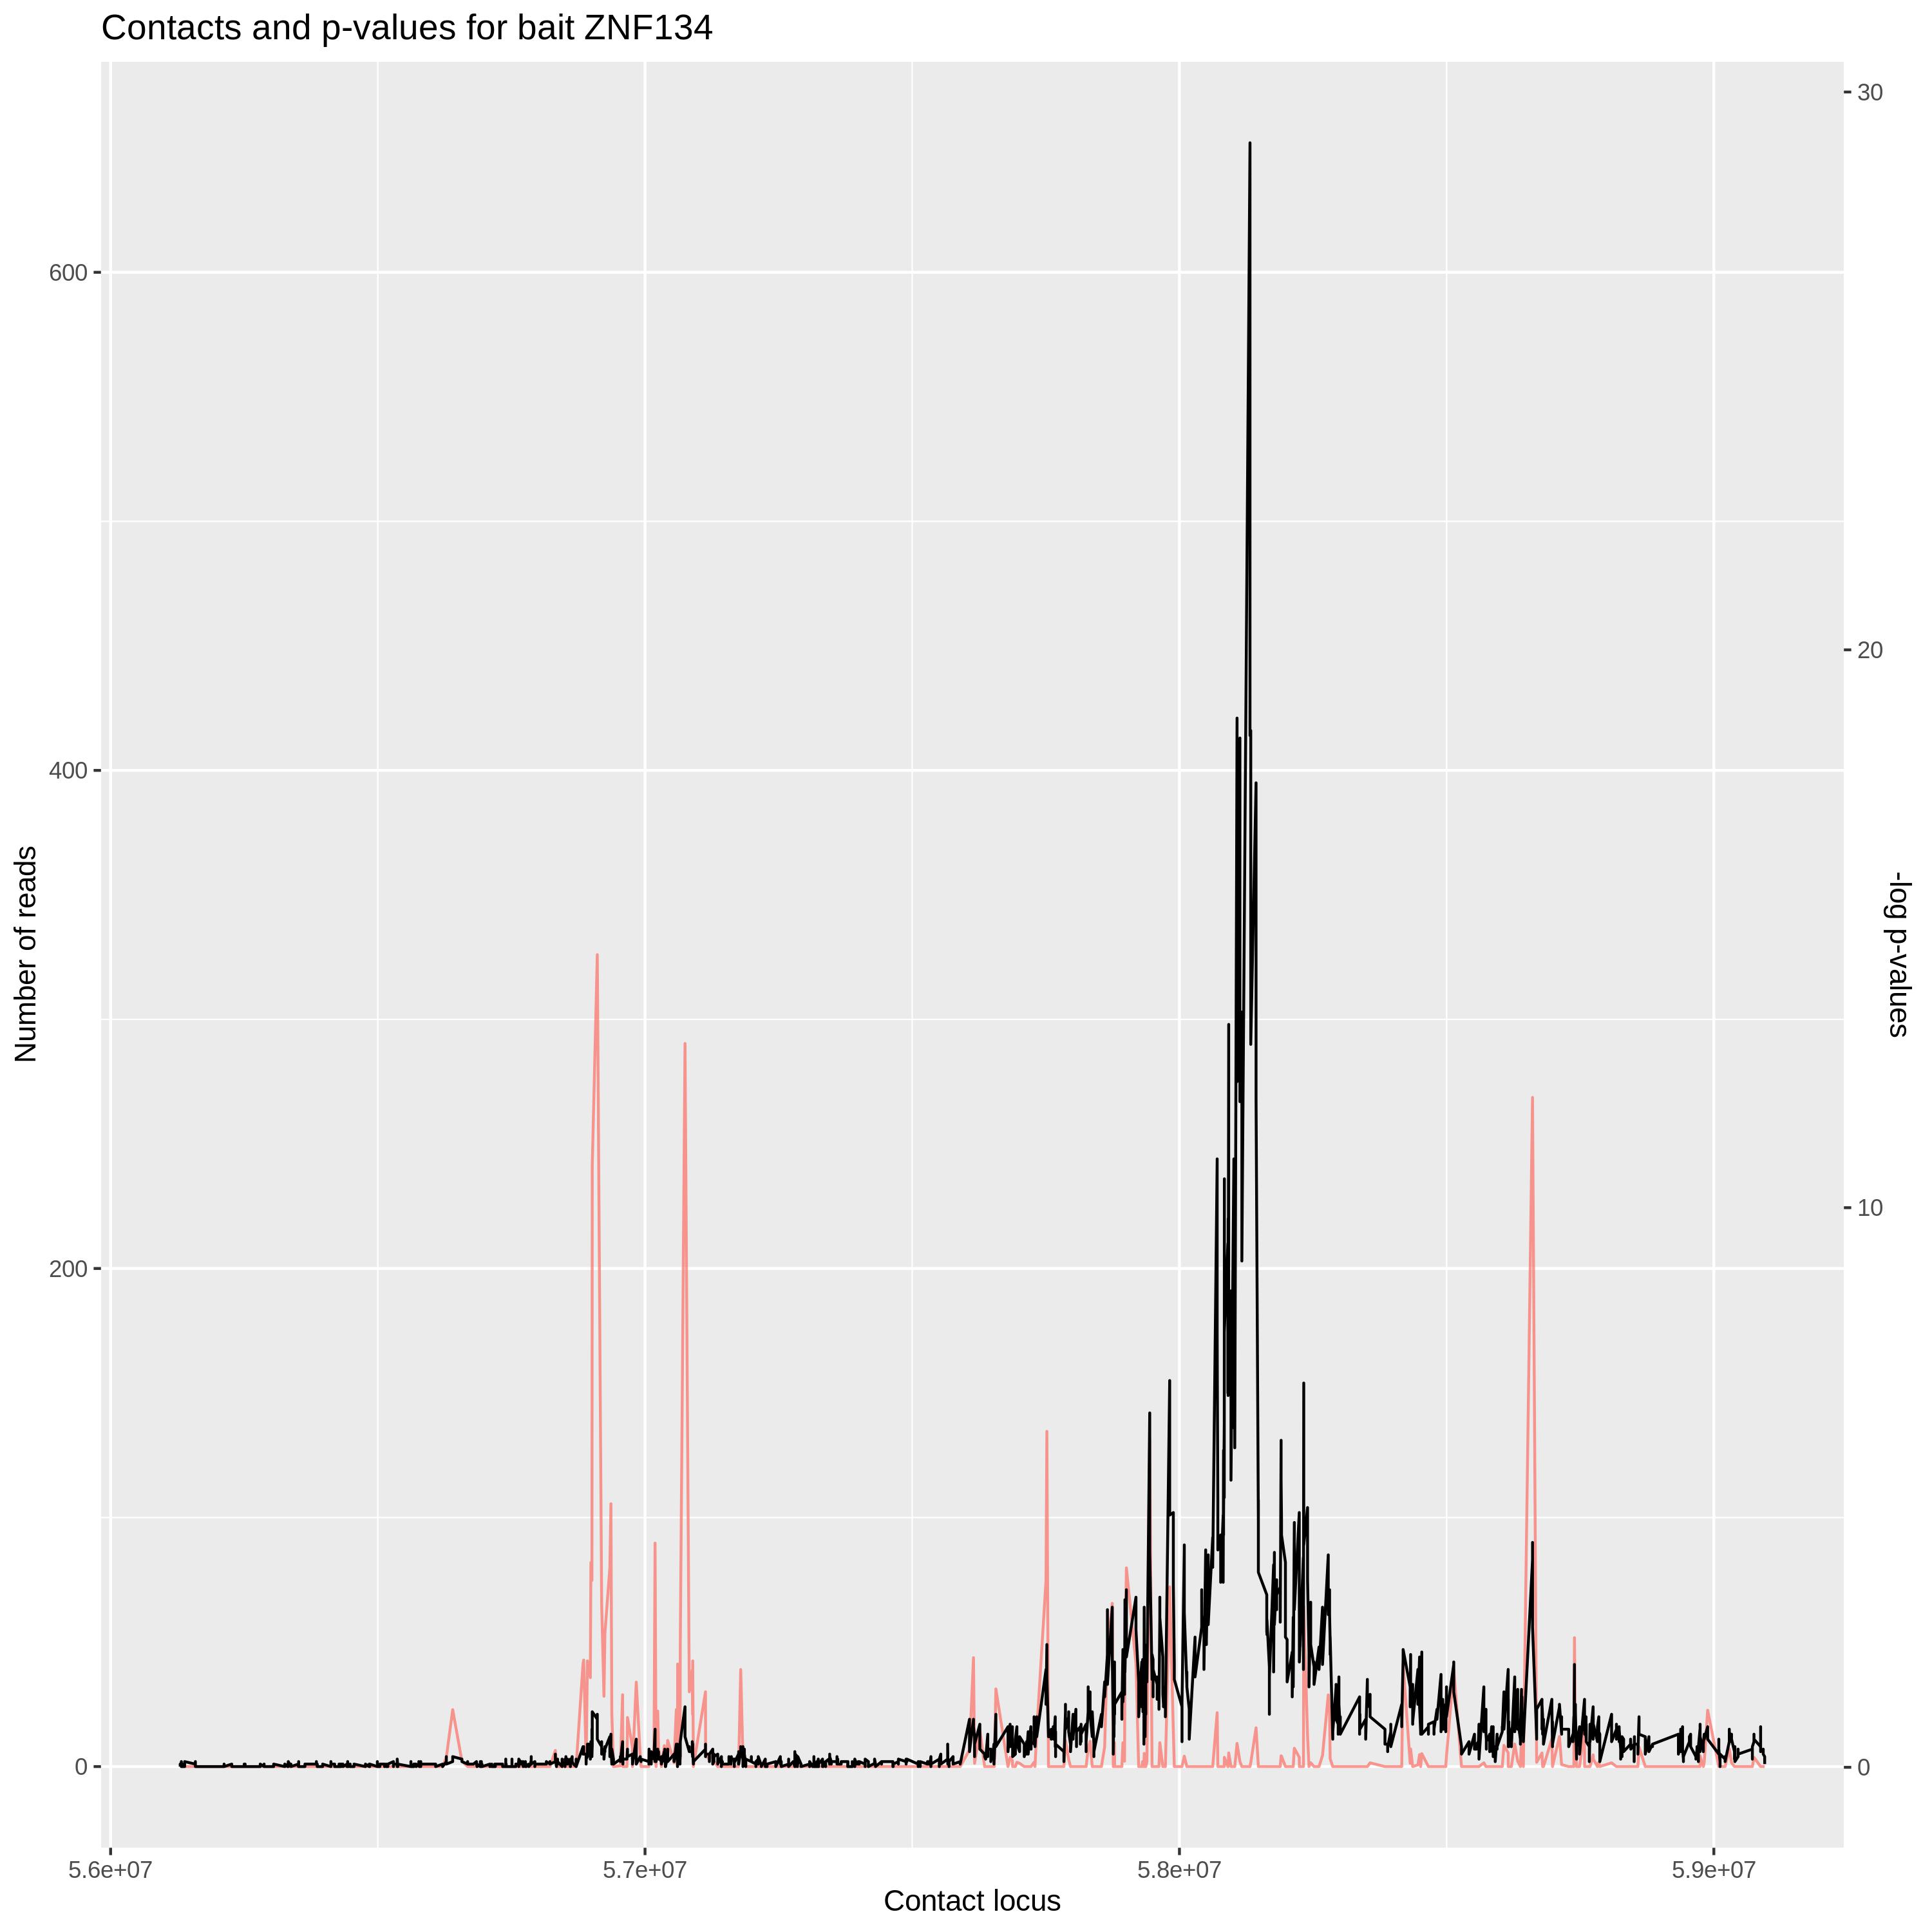 Contacts and p-values for bait ZNF134
600
400
200
0
Number of reads
30
20
10
0
-log p-values
5.6e+07
5.7e+07
5.8e+07
5.9e+07
Contact locus